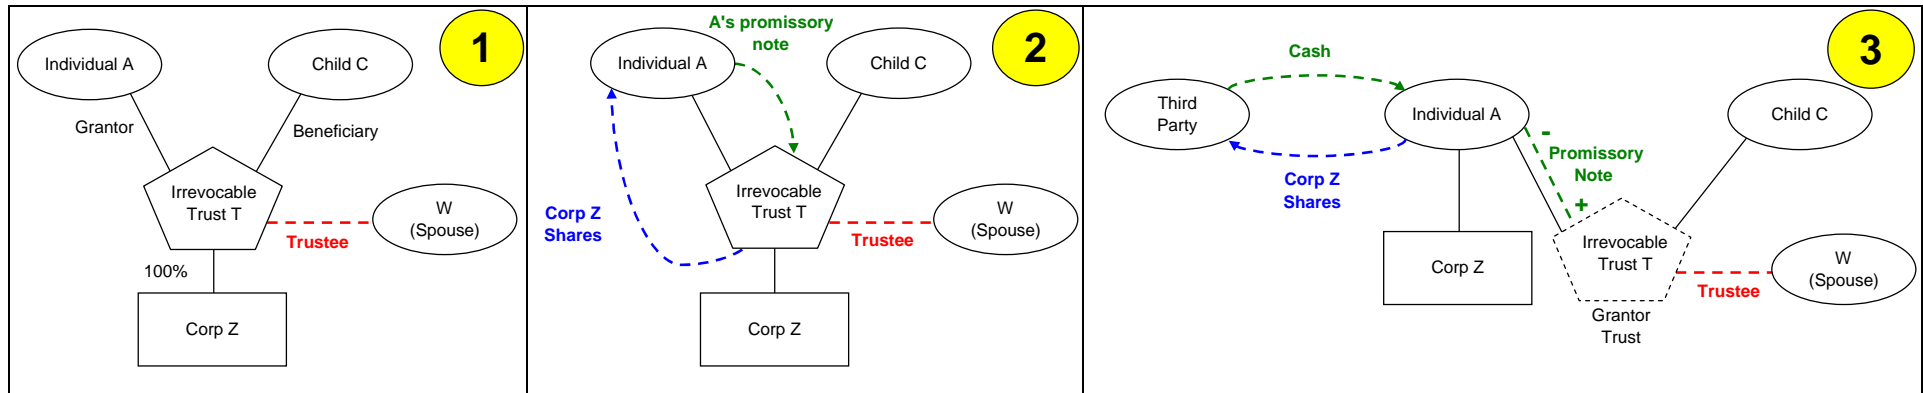 1
Individual A
Child C
Grantor
Beneficiary
Irrevocable
Trust T
W
(Spouse)
Trustee
100%
Corp Z
2
A's promissory
note
Individual A
Child C
Irrevocable
Trust T
W
(Spouse)
Corp Z
Shares
Trustee
Corp Z
3
Cash
Third
Party
Individual A
Child C
-
Promissory
Note
+
Corp Z
Shares
Irrevocable
Trust T
W
(Spouse)
Corp Z
Trustee
Grantor
Trust